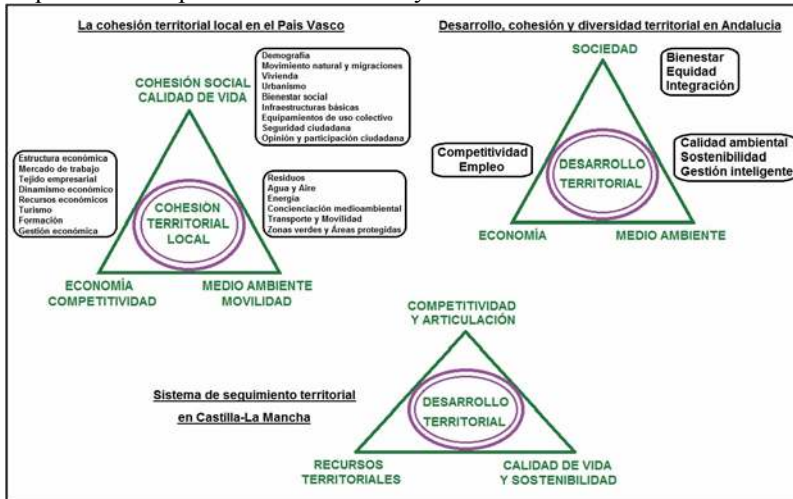 La cohesión territorial local en el País Vasco
COHESIÓN SOCIAL
CALIDAD DE VIDA
Demografía
Movimiento natural y migraciones
Vivienda
Urbanismo
Bienestar social
Infraestructuras básicas
Equipamientos de uso colectivo
Seguridad ciudadana
Opinión y participación ciudadana
Estructura económica
Mercado de trabajo
Tejido empresarial
Dinamismo económico
Recursos económicos
Turismo
Formación
Gestión económica
COHESIÓN
TERRITORIAL
LOCAL
Residuos
Agua y Aire
Energía
Concienciación medioambiental
Transporte y Movilidad
Zonas verdes y Áreas protegidas
ECONOMÍA
COMPETITIVIDAD
MEDIO AMBIENTE
MOVILIDAD
Desarrollo, cohesión y diversidad territorial en Andalucía
SOCIEDAD
Bienestar
Equidad
Integración
Competitividad
Empleo
DESARROLLO
TERRITORIAL
Calidad ambiental
Sostenibilidad
Gestión inteligente
ECONOMÍA
MEDIO AMBIENTE
COMPETITIVIDAD
Y ARTICULACIÓN
Sistema de seguimiento territorial
en Castilla-La Mancha
DESARROLLO
TERRITORIAL
RECURSOS
TERRITORIALES
CALIDAD DE VIDA
Y SOSTENIBILIDAD